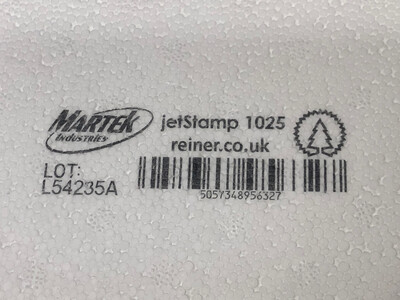 MARTEK
INDUSTRIES
jetStamp 1025
reiner.co.uk
LOT:
L54235A
5057348956327